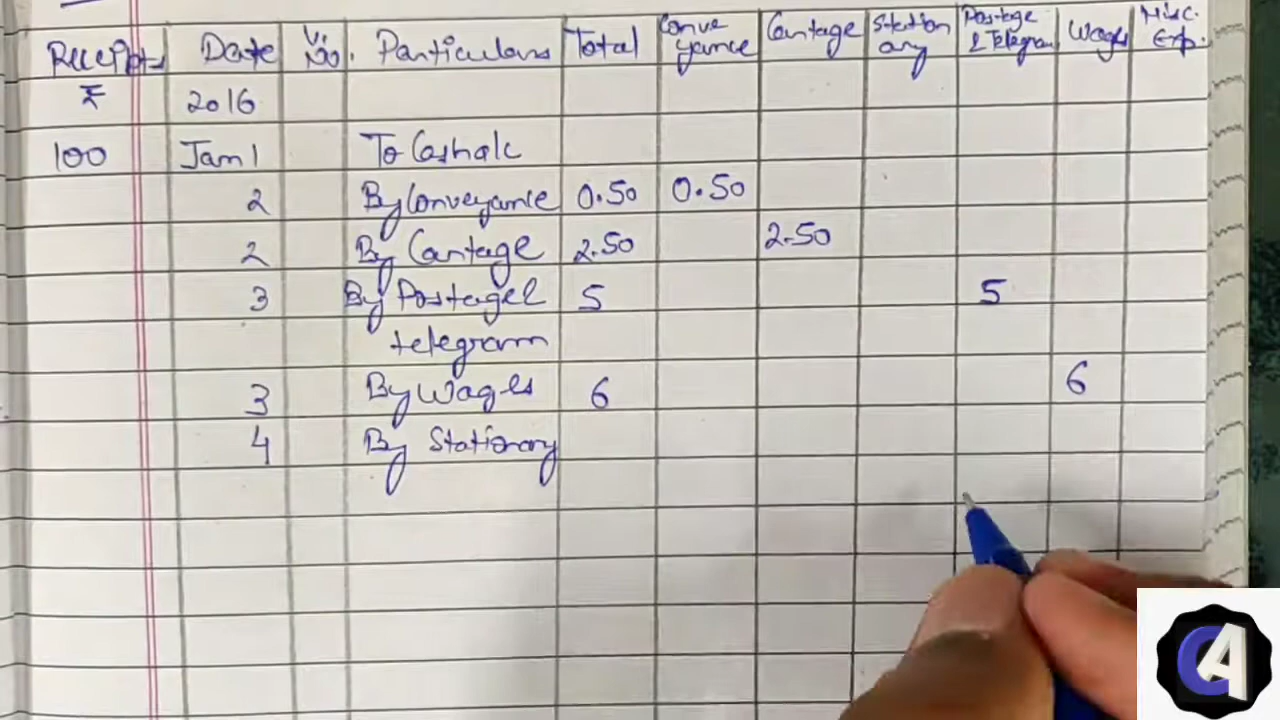 Receipts Date V. No. Particulars Total Conveyance Cartage Stationary Postage & Telegram Wages Misc. Exp.
₹ 2016
100 Jan 1 To Cash a/c
2 By Conveyance 0.50 0.50
2 By Cartage 2.50 2.50
3 By Postage & 5 5
telegram
3 By Wages 6 6
4 By Stationary
CA